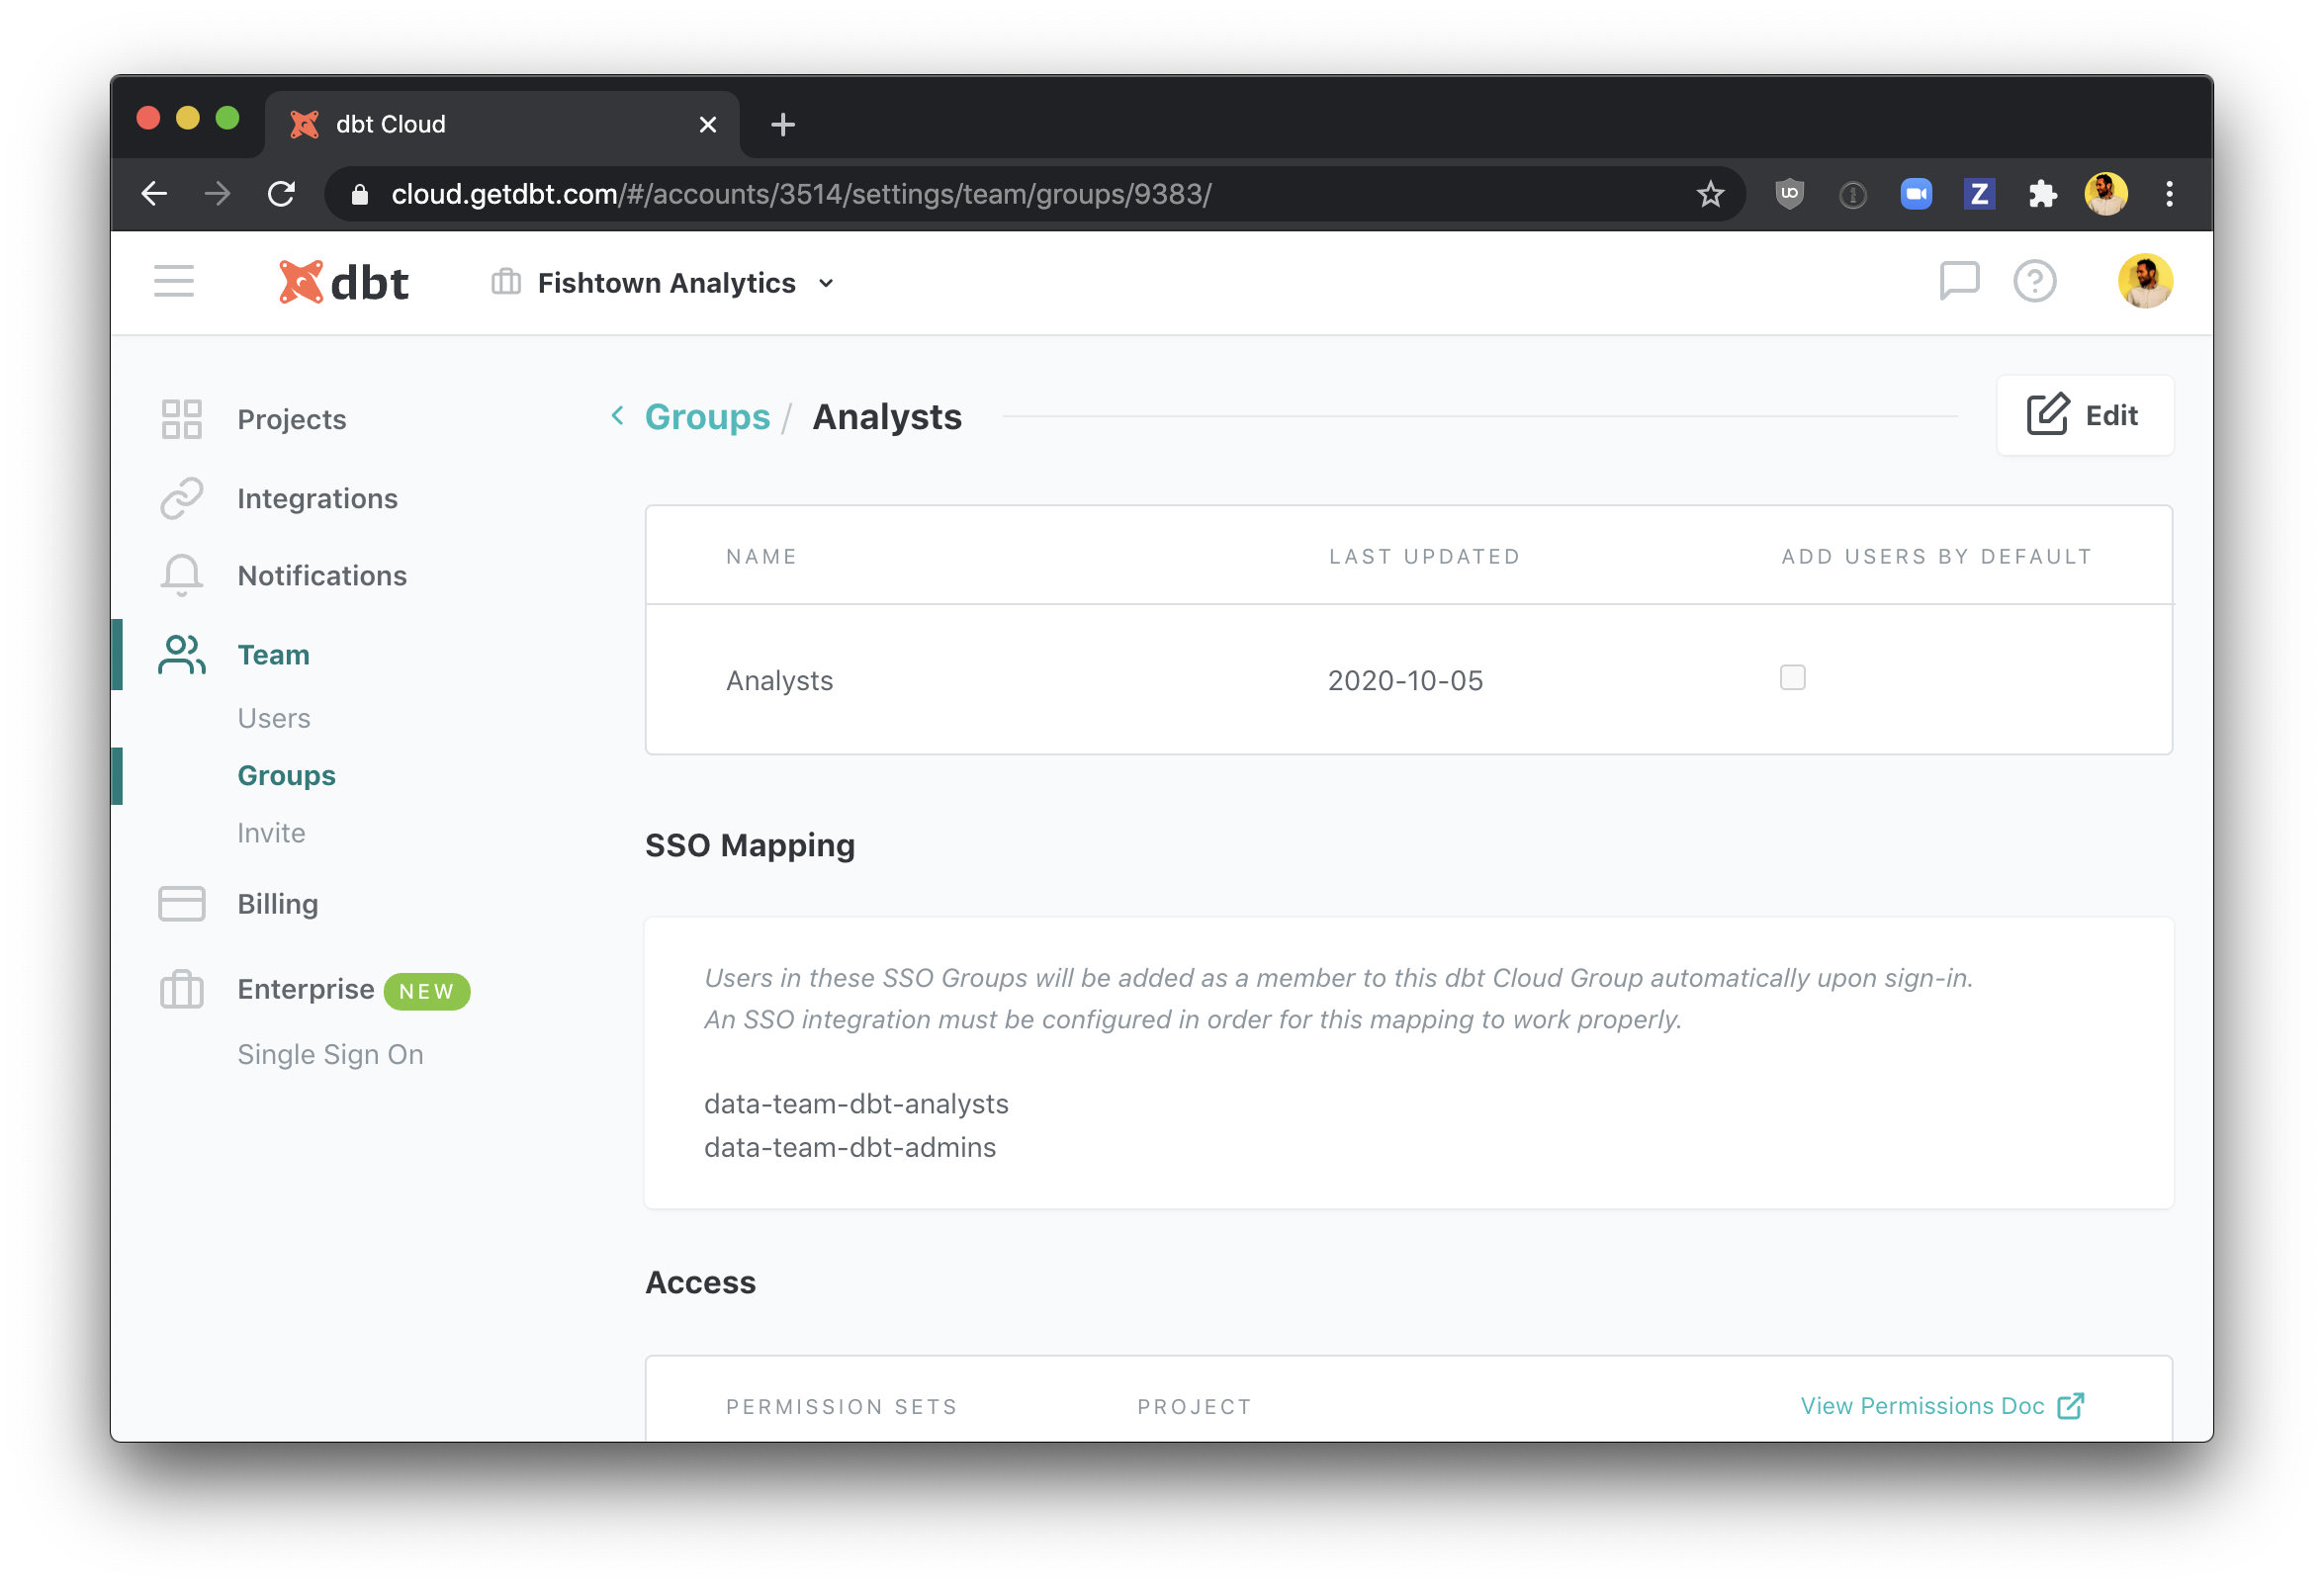 dbt Cloud
cloud.getdbt.com/#/accounts/3514/settings/team/groups/9383/
dbt
Fishtown Analytics
Projects
Integrations
Notifications
Team
Users
Groups
Invite
Billing
Enterprise NEW
Single Sign On
Groups / Analysts
Edit
NAME LAST UPDATED ADD USERS BY DEFAULT
Analysts 2020-10-05
SSO Mapping
Users in these SSO Groups will be added as a member to this dbt Cloud Group automatically upon sign-in.
An SSO integration must be configured in order for this mapping to work properly.
data-team-dbt-analysts
data-team-dbt-admins
Access
PERMISSION SETS PROJECT View Permissions Doc